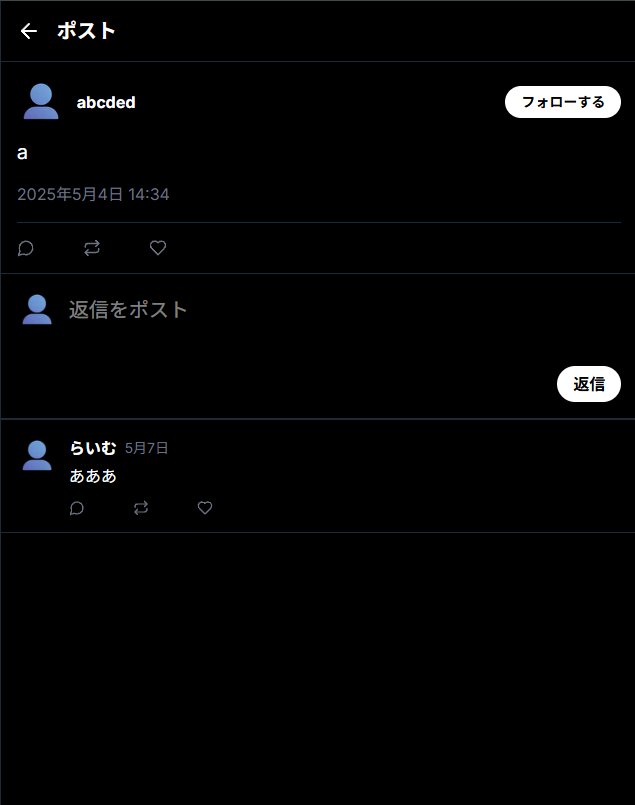 ポスト
abcded
フォローする
a
2025年5月4日 14:34
返信をポスト
返信
らいむ 5月7日
あああ